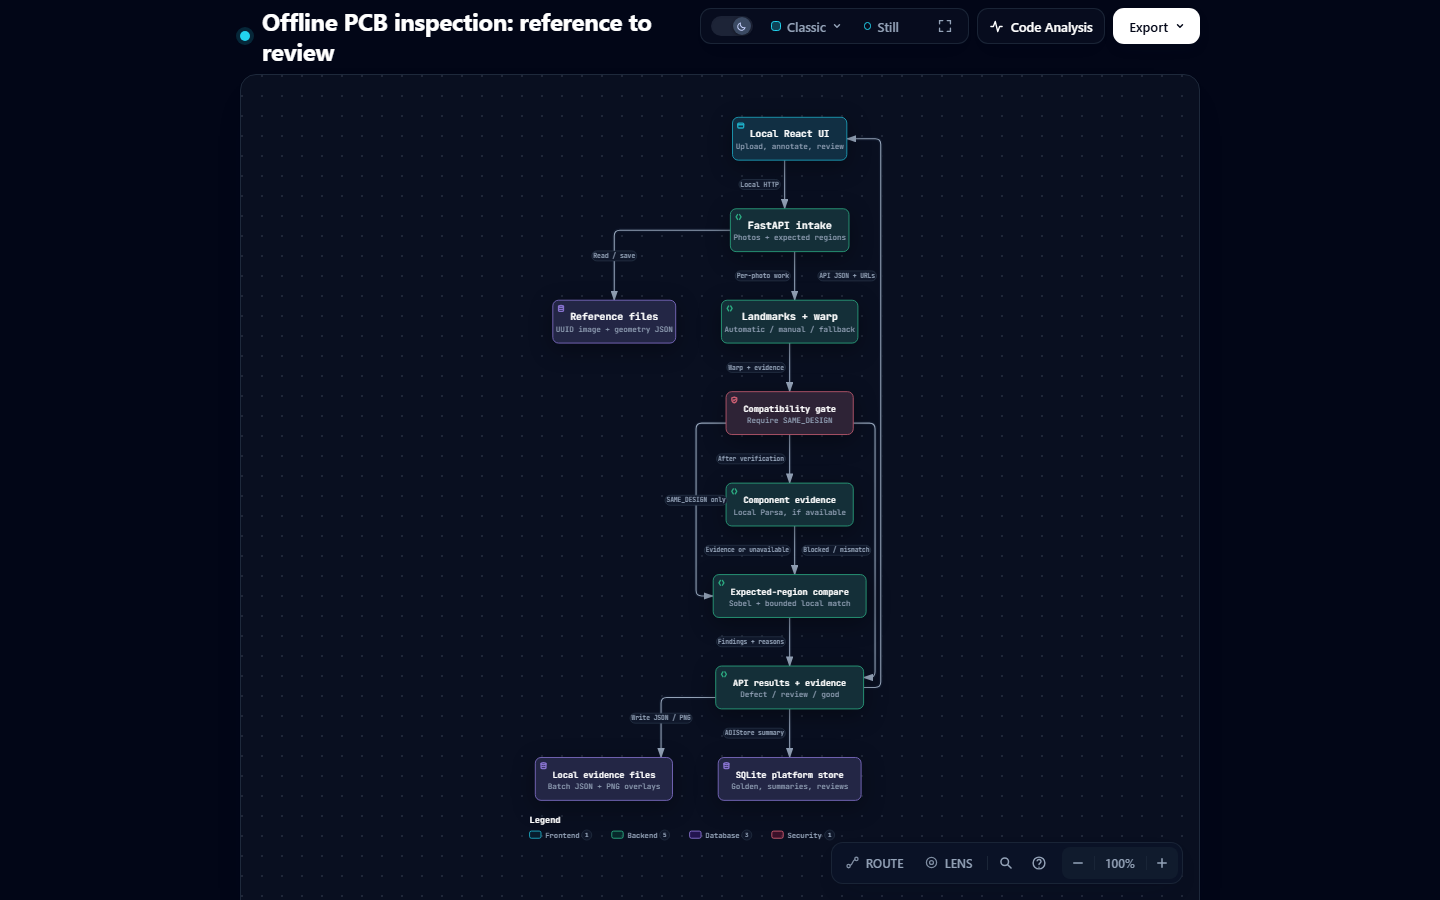 Offline PCB inspection: reference to
review
Classic
Still
Code Analysis
Export
Local React UI
Upload, annotate, review
Local HTTP
FastAPI intake
Photos + expected regions
Read / save
Per-photo work
API JSON + URLs
Reference files
UUID image + geometry JSON
Landmarks + warp
Automatic / manual / fallback
Warp + evidence
Compatibility gate
Require SAME_DESIGN
After verification
SAME_DESIGN only
Component evidence
Local Parsa, if available
Evidence or unavailable
Blocked / mismatch
Expected-region compare
Sobel + bounded local match
Findings + reasons
API results + evidence
Defect / review / good
Write JSON / PNG
AOIStore summary
Local evidence files
Batch JSON + PNG overlays
SQLite platform store
Golden, summaries, reviews
Legend
Frontend 1
Backend 5
Database 3
Security 1
ROUTE
LENS
100%